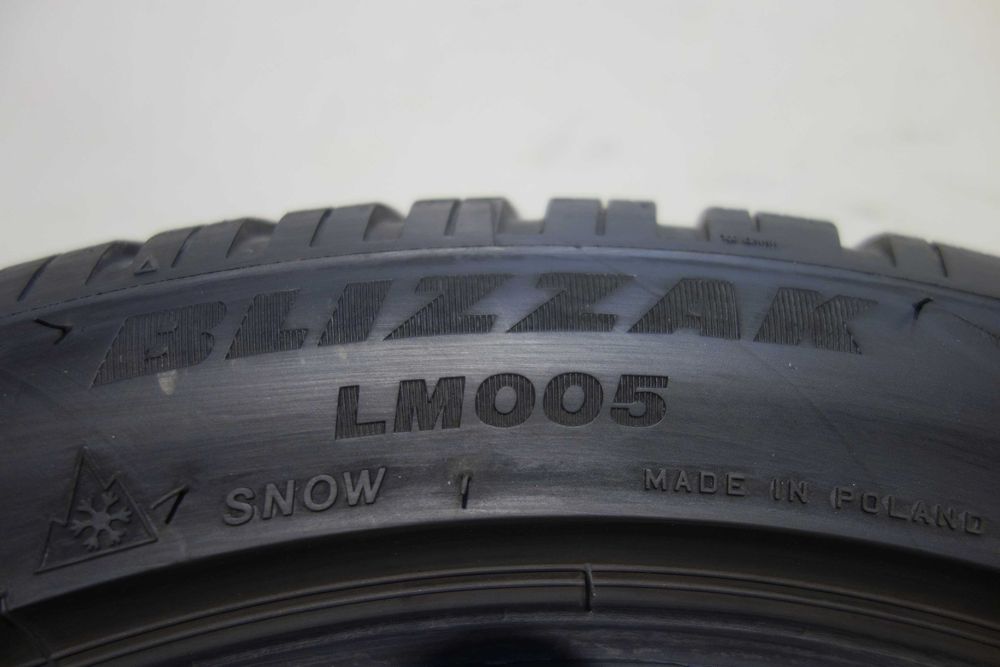 BLIZZAK
LM005
SNOW
MADE IN POLAND